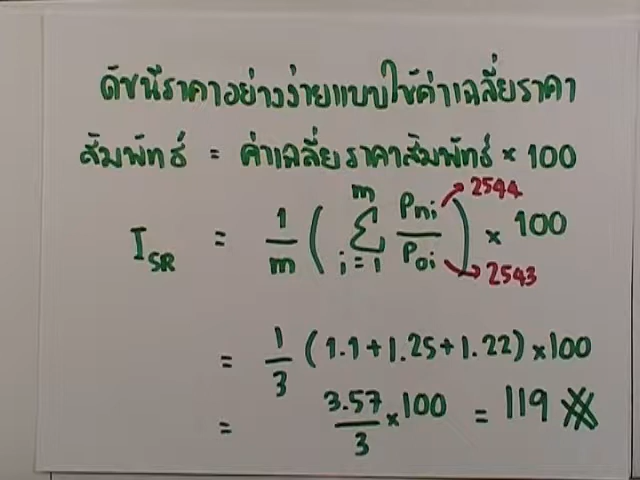 ดัชนีราคาอย่างง่ายแบบใช้ค่าเฉลี่ยราคา
สัมพัทธ์ = ค่าเฉลี่ยราคาสัมพัทธ์ × 100
I_SR = 1/m ( m Σ i=1 Pni/Poi ) × 100 2544 2543
= 1/3 (1.1+1.25+1.22) ×100
= 3.57/3 × 100 = 119 ※